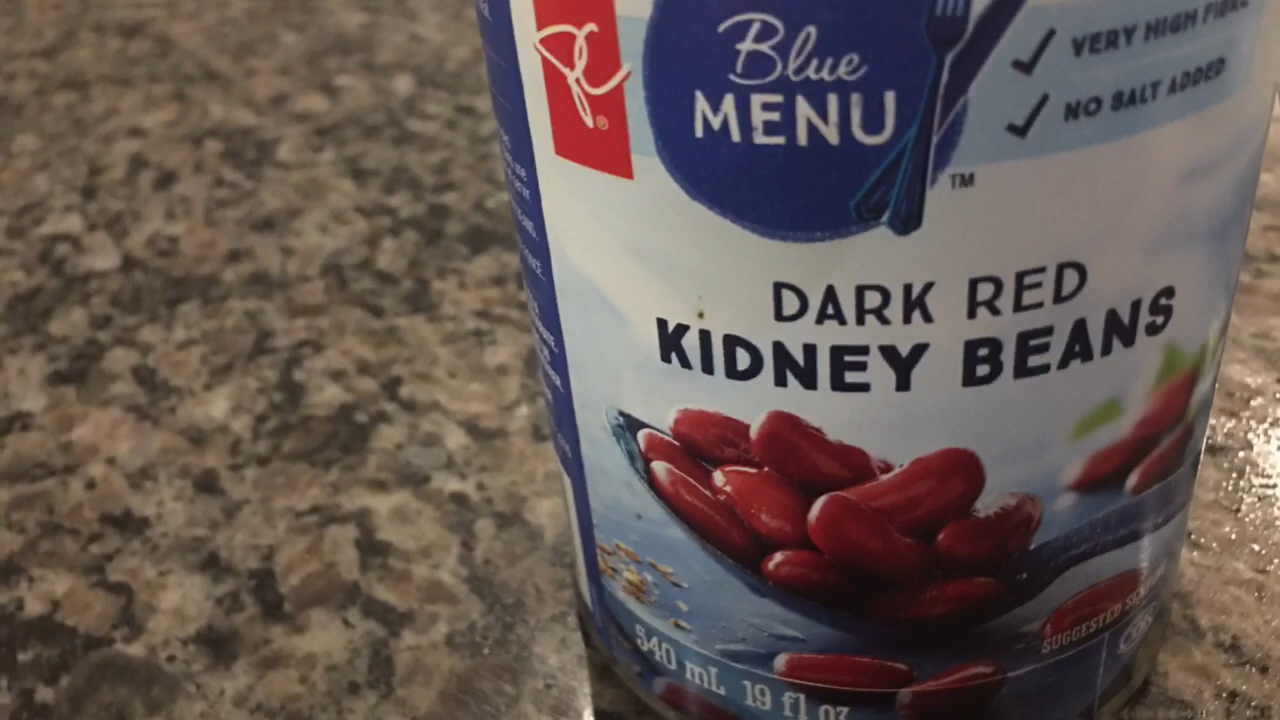 PC®
Blue
MENU
TM
VERY HIGH FIBRE
NO SALT ADDED
DARK RED
KIDNEY BEANS
SUGGESTED
540 mL 19 fl oz